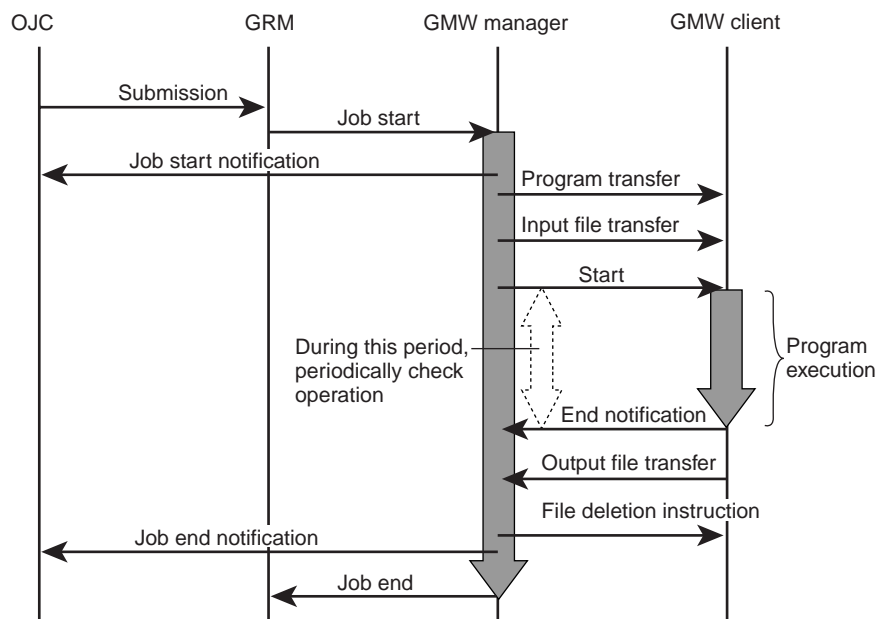 OJC
GRM
GMW manager
GMW client
Submission
Job start
Job start notification
Program transfer
Input file transfer
Start
During this period,
periodically check
operation
Program
execution
End notification
Output file transfer
File deletion instruction
Job end notification
Job end